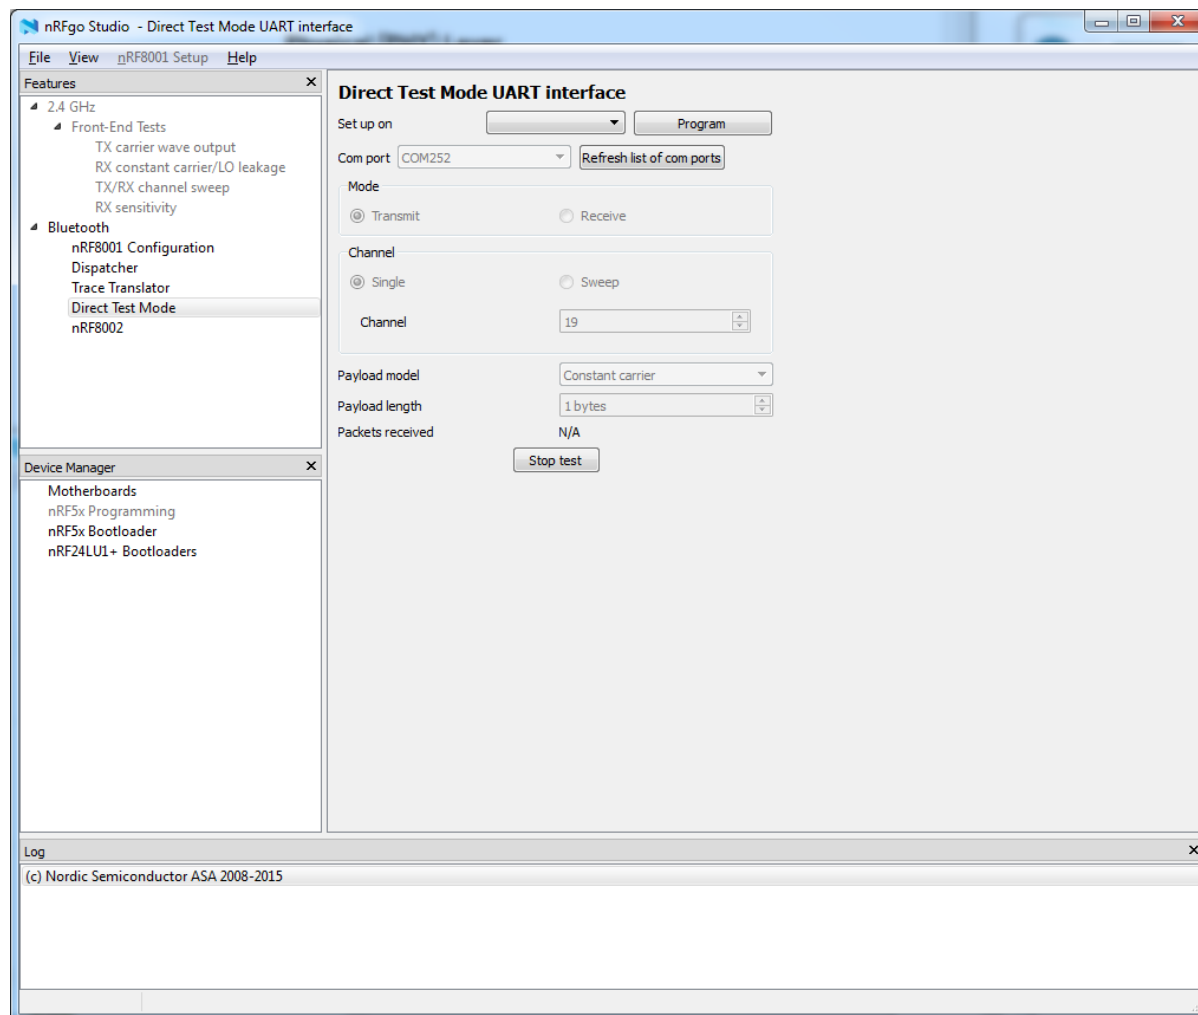 nRFgo Studio - Direct Test Mode UART interface
File View nRF8001 Setup Help
Features
2.4 GHz
Front-End Tests
TX carrier wave output
RX constant carrier/LO leakage
TX/RX channel sweep
RX sensitivity
Bluetooth
nRF8001 Configuration
Dispatcher
Trace Translator
Direct Test Mode
nRF8002
Device Manager
Motherboards
nRF5x Programming
nRF5x Bootloader
nRF24LU1+ Bootloaders
Direct Test Mode UART interface
Set up on Program
Com port COM252 Refresh list of com ports
Mode
Transmit Receive
Channel
Single Sweep
Channel 19
Payload model Constant carrier
Payload length 1 bytes
Packets received N/A
Stop test
Log
(c) Nordic Semiconductor ASA 2008-2015